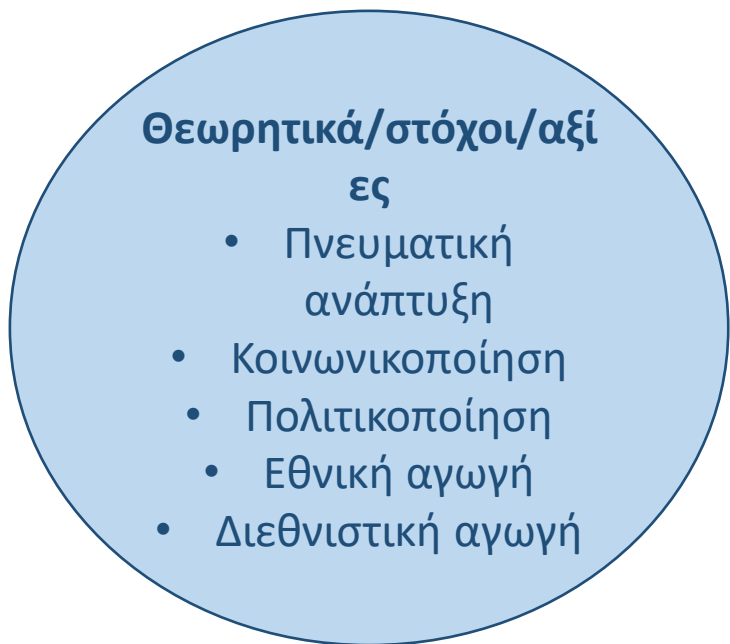 Θεωρητικά/στόχοι/αξί
ες
• Πνευματική
ανάπτυξη
• Κοινωνικοποίηση
• Πολιτικοποίηση
• Εθνική αγωγή
• Διεθνιστική αγωγή